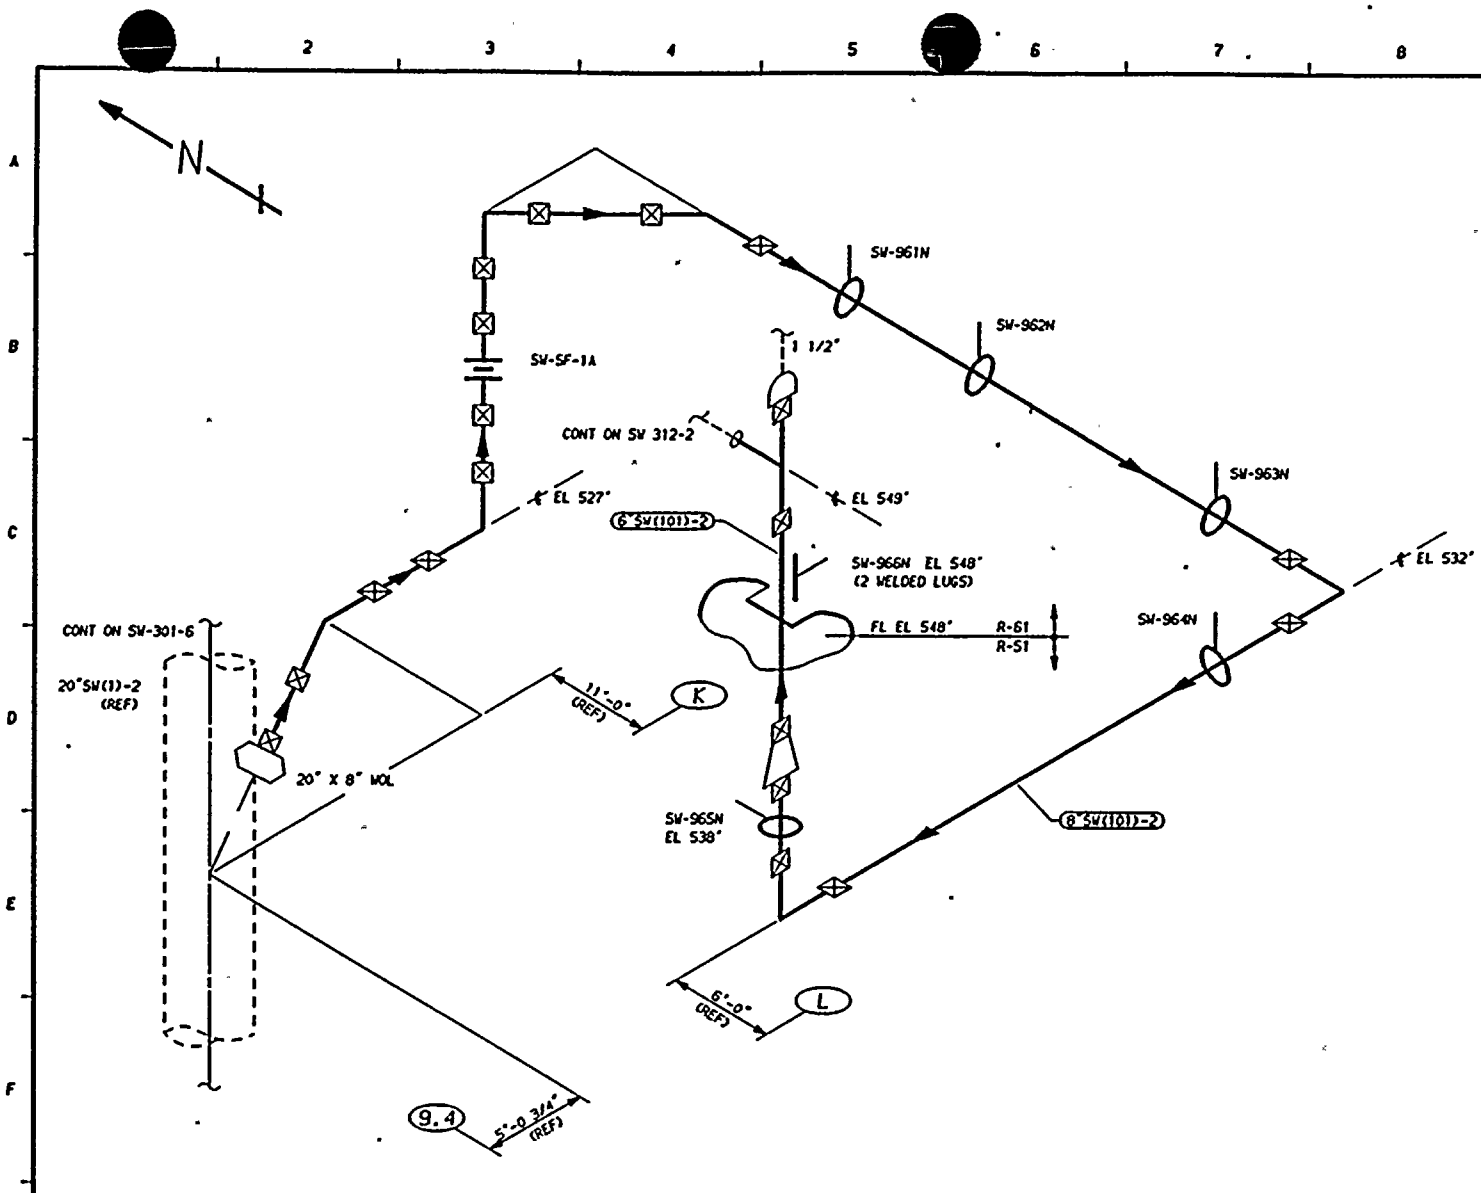 2 3 4 5 6 7 8
A
N
SW-961N
B
SW-962N
1 1/2"
SW-SF-1A
CONT ON SW 312-2
SW-963N
EL 527'
EL 549'
C
6"SW(101)-2
EL 532'
SW-966N EL 548'
(2 WELDED LUGS)
SW-964N
CONT ON SW-301-6
FL EL 548'
R-61
R-51
20"SW(1)-2
(REF)
D
11'-0"
(REF)
K
20" X 8" WOL
SW-965N
EL 538'
8"SW(101)-2
E
6'-0"
(REF)
L
F
9.4
5'-0 3/4"
(REF)